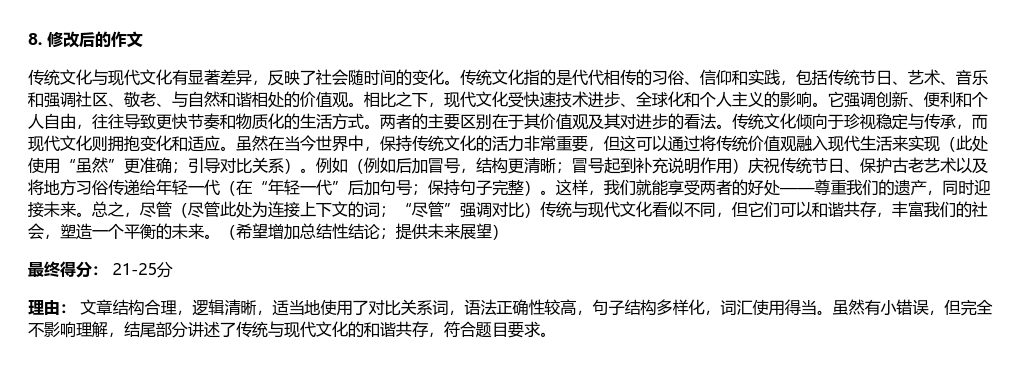 8. 修改后的作文
传统文化与现代文化有显著差异，反映了社会随时间的变化。传统文化指的是代代相传的习俗、信仰和实践，包括传统节日、艺术、音乐
和强调社区、敬老、与自然和谐相处的价值观。相比之下，现代文化受快速技术进步、全球化和个人主义的影响。它强调创新、便利和个
人自由，往往导致更快节奏和物质化的生活方式。两者的主要区别在于其价值观及其对进步的看法。传统文化倾向于珍视稳定与传承，而
现代文化则拥抱变化和适应。虽然在当今世界中，保持传统文化的活力非常重要，但这可以通过将传统价值观融入现代生活来实现（此处
使用“虽然”更准确；引导对比关系）。例如（例如后加冒号，结构更清晰；冒号起到补充说明作用）庆祝传统节日、保护古老艺术以及
将地方习俗传递给年轻一代（在“年轻一代”后加句号；保持句子完整）。这样，我们就能享受两者的好处——尊重我们的遗产，同时迎
接未来。总之，尽管（尽管此处为连接上下文的词；“尽管”强调对比）传统与现代文化看似不同，但它们可以和谐共存，丰富我们的社
会，塑造一个平衡的未来。（希望增加总结性结论；提供未来展望）
最终得分： 21-25分
理由： 文章结构合理，逻辑清晰，适当地使用了对比关系词，语法正确性较高，句子结构多样化，词汇使用得当。虽然有小错误，但完全
不影响理解，结尾部分讲述了传统与现代文化的和谐共存，符合题目要求。